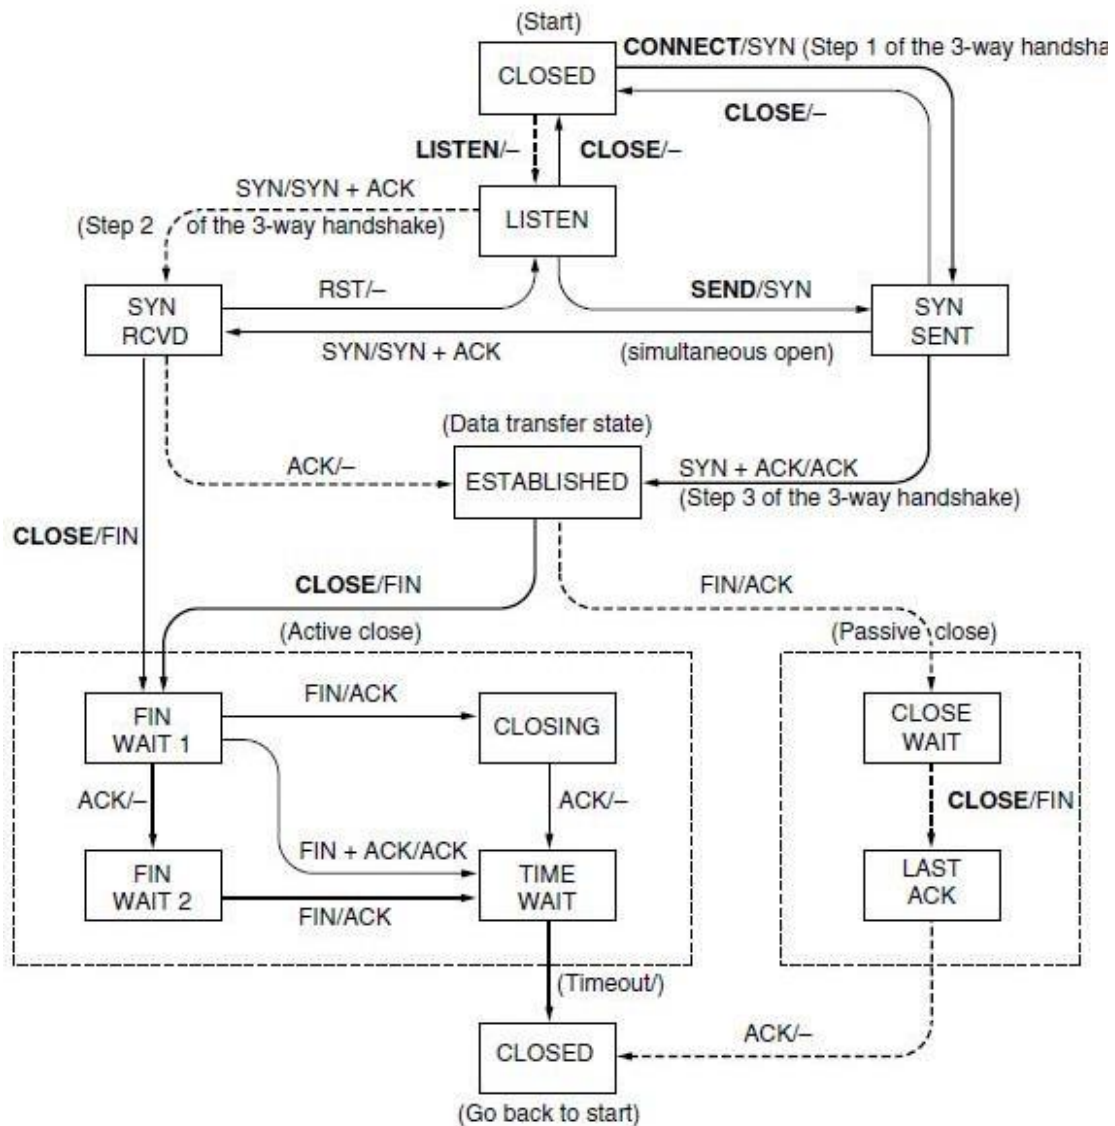 (Start)
CONNECT/SYN (Step 1 of the 3-way handsha
CLOSED
CLOSE/–
LISTEN/–
CLOSE/–
SYN/SYN + ACK
(Step 2 of the 3-way handshake)
LISTEN
RST/–
SEND/SYN
SYN
RCVD
SYN
SENT
SYN/SYN + ACK
(simultaneous open)
(Data transfer state)
ACK/–
ESTABLISHED
SYN + ACK/ACK
(Step 3 of the 3-way handshake)
CLOSE/FIN
CLOSE/FIN
FIN/ACK
(Active close)
(Passive close)
FIN
WAIT 1
FIN/ACK
CLOSING
CLOSE
WAIT
ACK/–
ACK/–
CLOSE/FIN
FIN + ACK/ACK
FIN
WAIT 2
FIN/ACK
TIME
WAIT
LAST
ACK
(Timeout/)
CLOSED
ACK/–
(Go back to start)